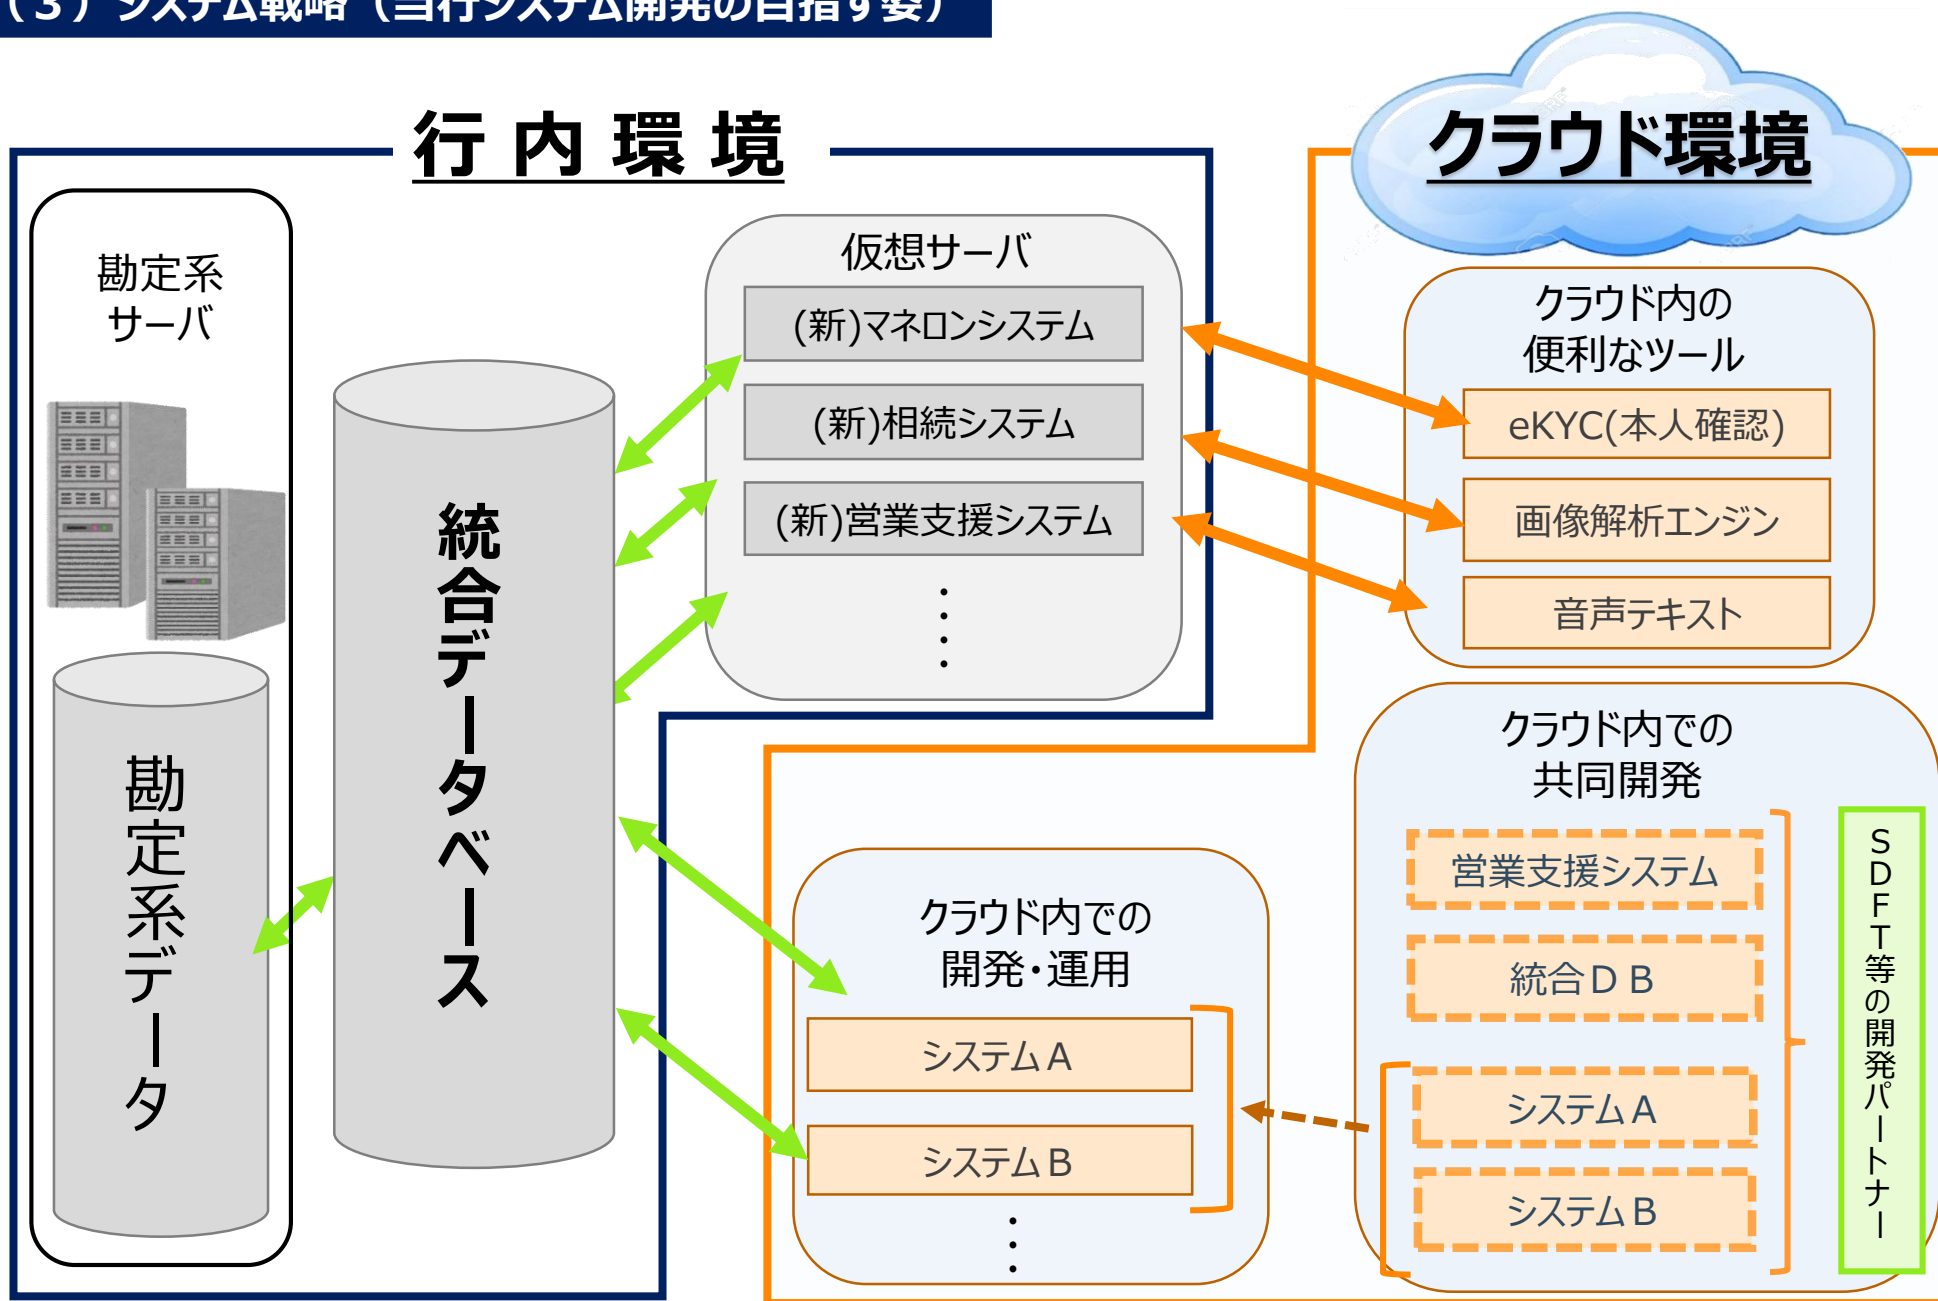 （３）システム戦略（当行システム開発の目指す姿）
行 内 環 境
クラウド環境
勘定系
サーバ
勘定系データ
統合データベース
仮想サーバ
(新)マネロンシステム
(新)相続システム
(新)営業支援システム
クラウド内の
便利なツール
eKYC(本人確認)
画像解析エンジン
音声テキスト
クラウド内での
開発・運用
システムＡ
システムＢ
クラウド内での
共同開発
営業支援システム
統合ＤＢ
システムＡ
システムＢ
ＳＤＦＴ等の開発パートナー